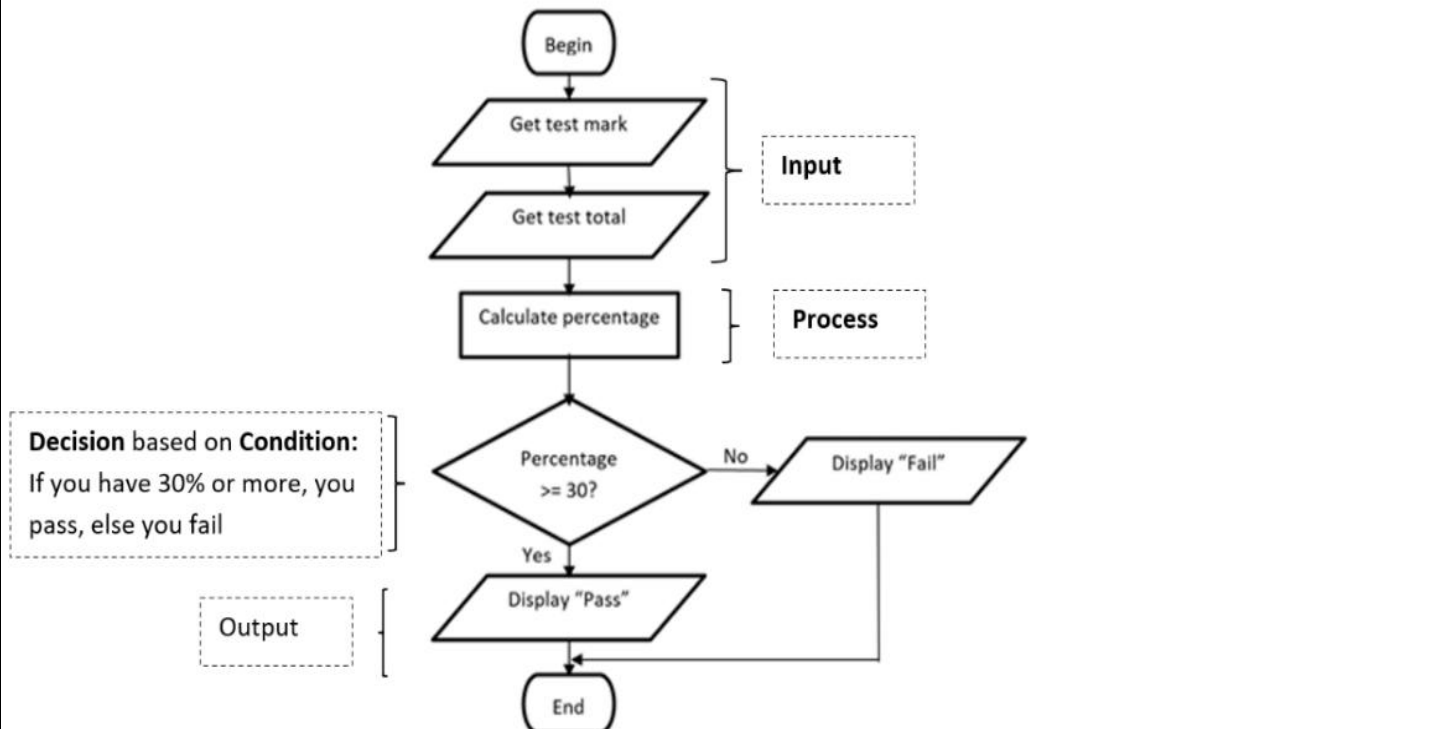 Begin
Get test mark
Input
Get test total
Calculate percentage
Process
Decision based on Condition:
If you have 30% or more, you
pass, else you fail
Percentage
>= 30?
No
Display “Fail”
Yes
Display “Pass”
Output
End